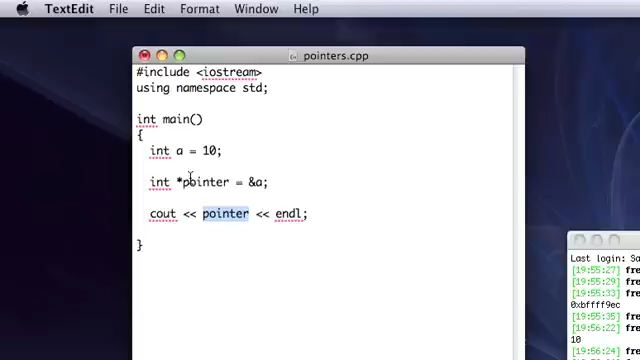 TextEdit File Edit Format Window Help
pointers.cpp
#include <iostream>
using namespace std;
int main()
{
int a = 10;
int *pointer = &a;
cout << pointer << endl;
}
Last login: Sa
[19:55:27] fre
[19:55:29] fre
[19:55:33] fre
0xbffff9ec
[19:55:35] fre
[19:56:22] fre
10
[19:56:24] fre